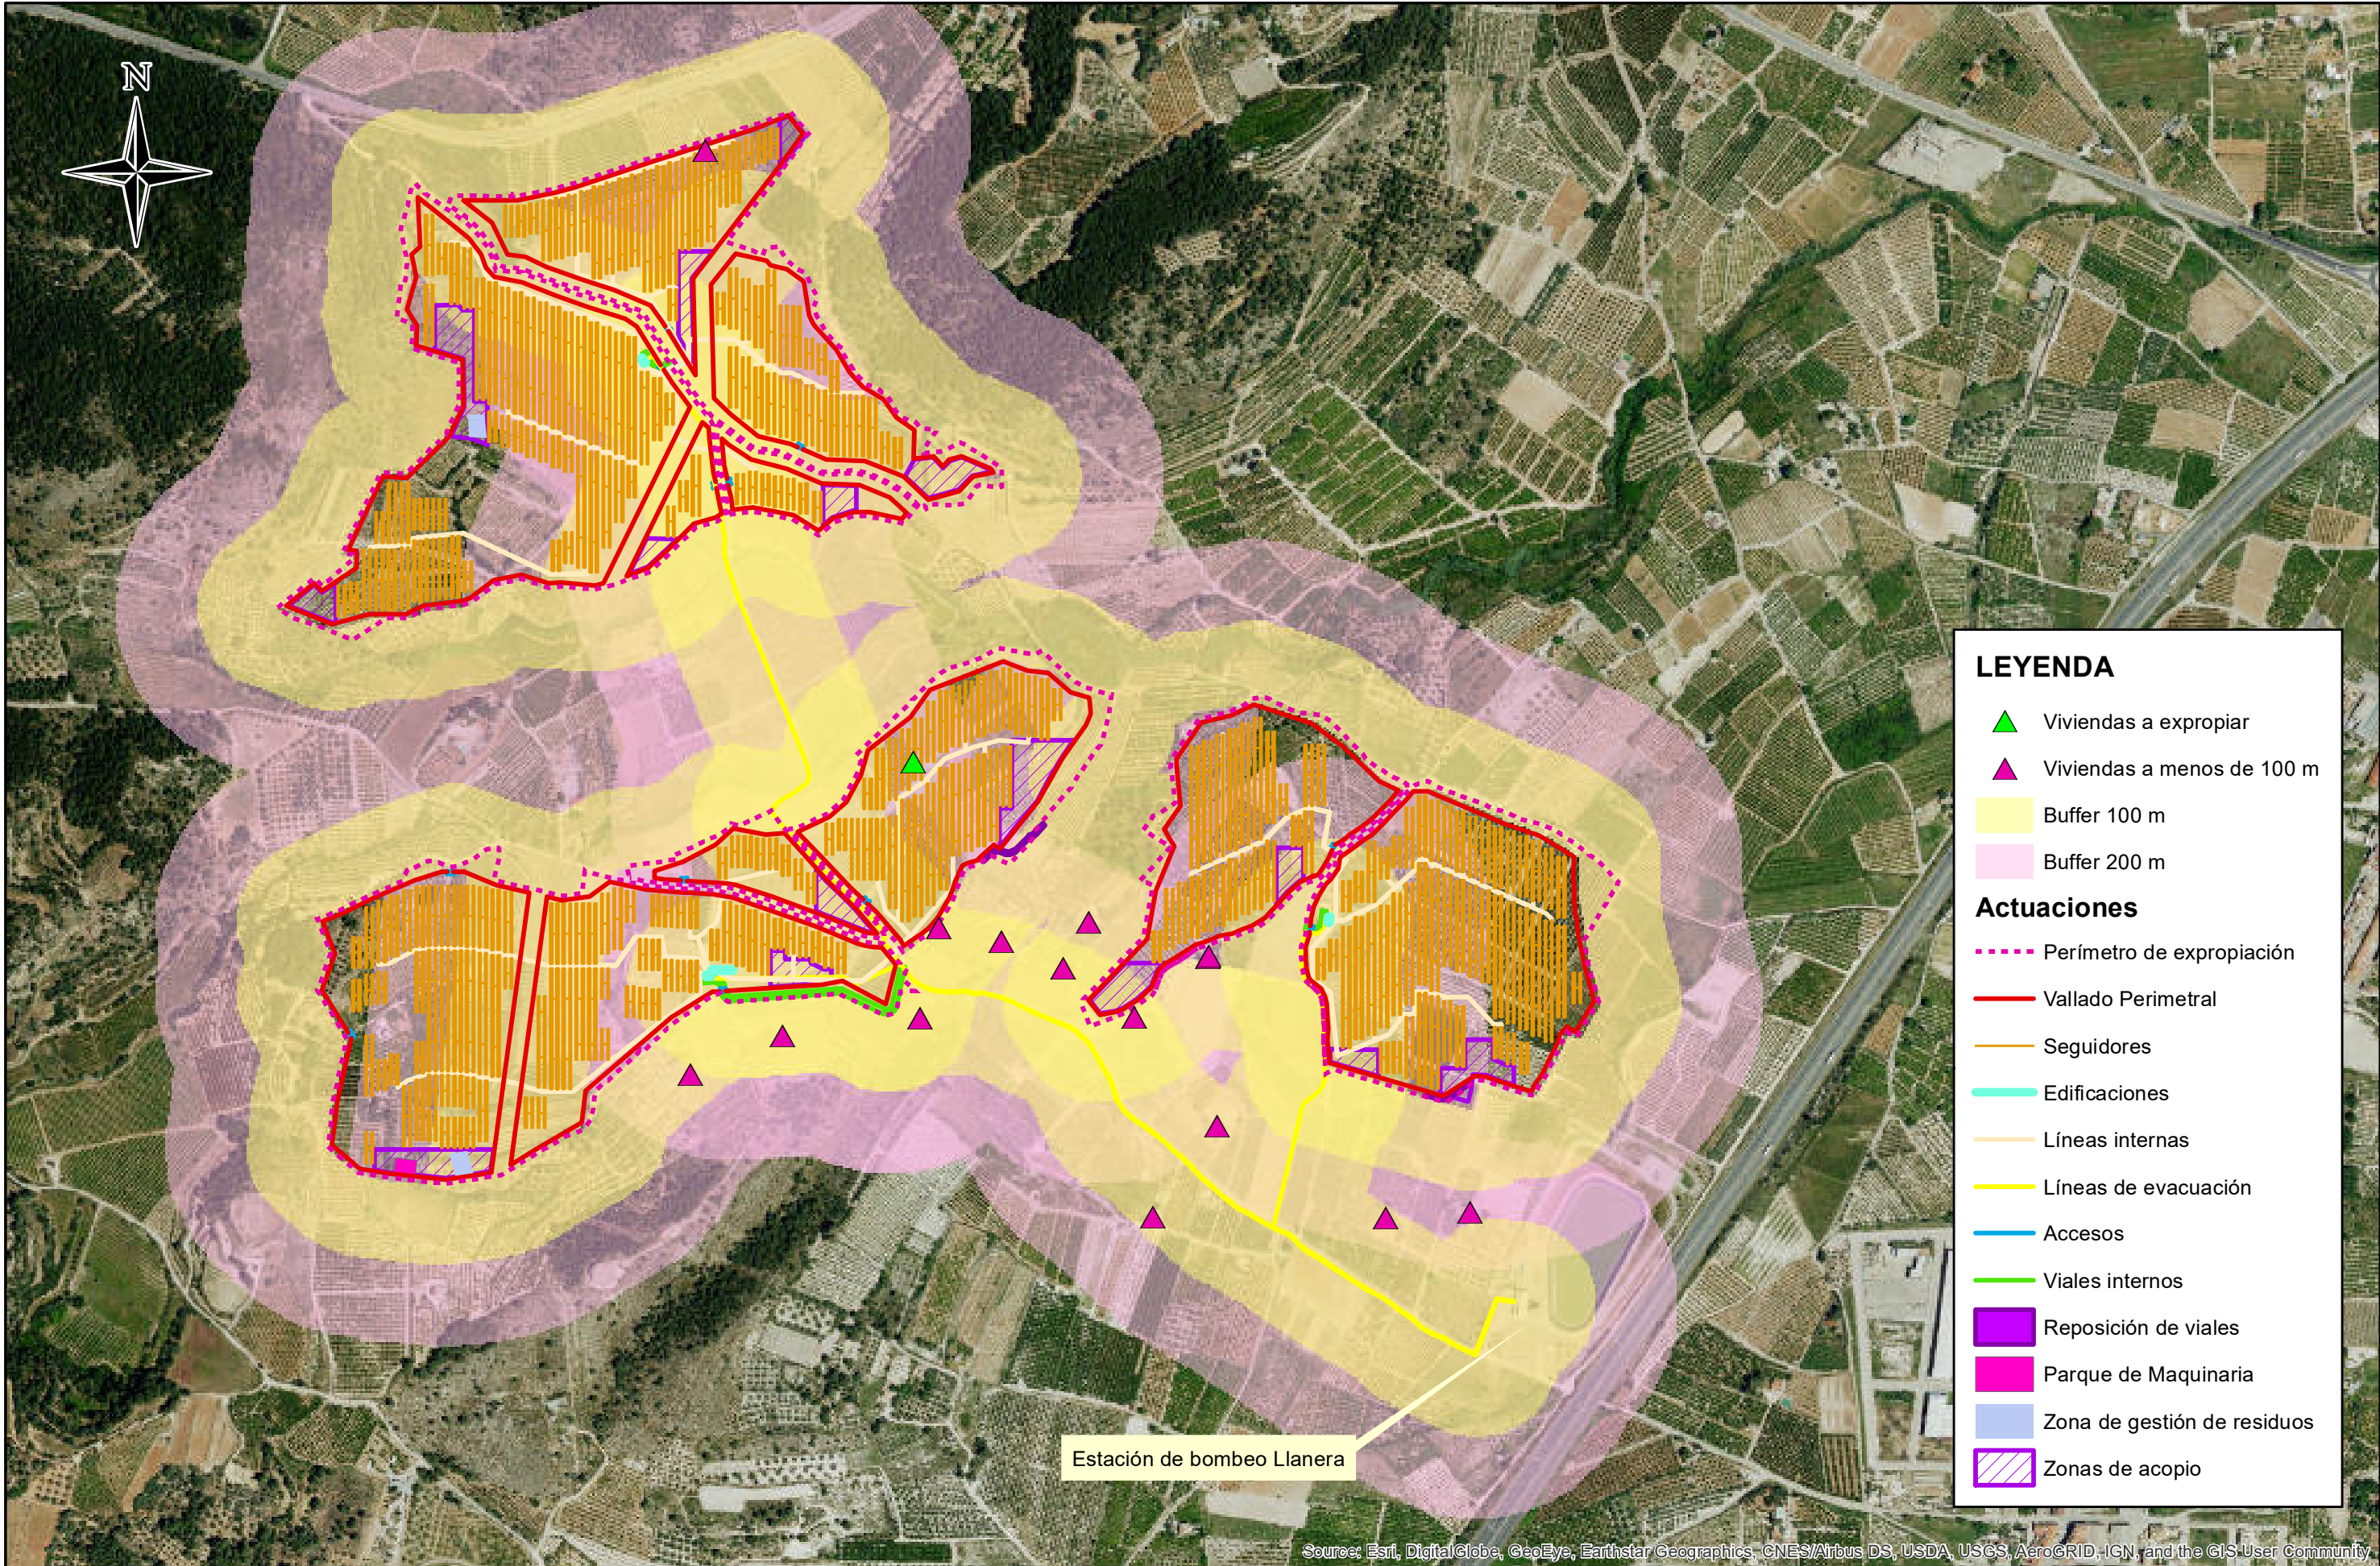 N
LEYENDA
Viviendas a expropiar
Viviendas a menos de 100 m
Buffer 100 m
Buffer 200 m
Actuaciones
Perímetro de expropiación
Vallado Perimetral
Seguidores
Edificaciones
Líneas internas
Líneas de evacuación
Accesos
Viales internos
Reposición de viales
Parque de Maquinaria
Zona de gestión de residuos
Zonas de acopio
Estación de bombeo Llanera
Source: Esri, DigitalGlobe, GeoEye, Earthstar Geographics, CNES/Airbus DS, USDA, USGS, AeroGRID, IGN, and the GIS User Community